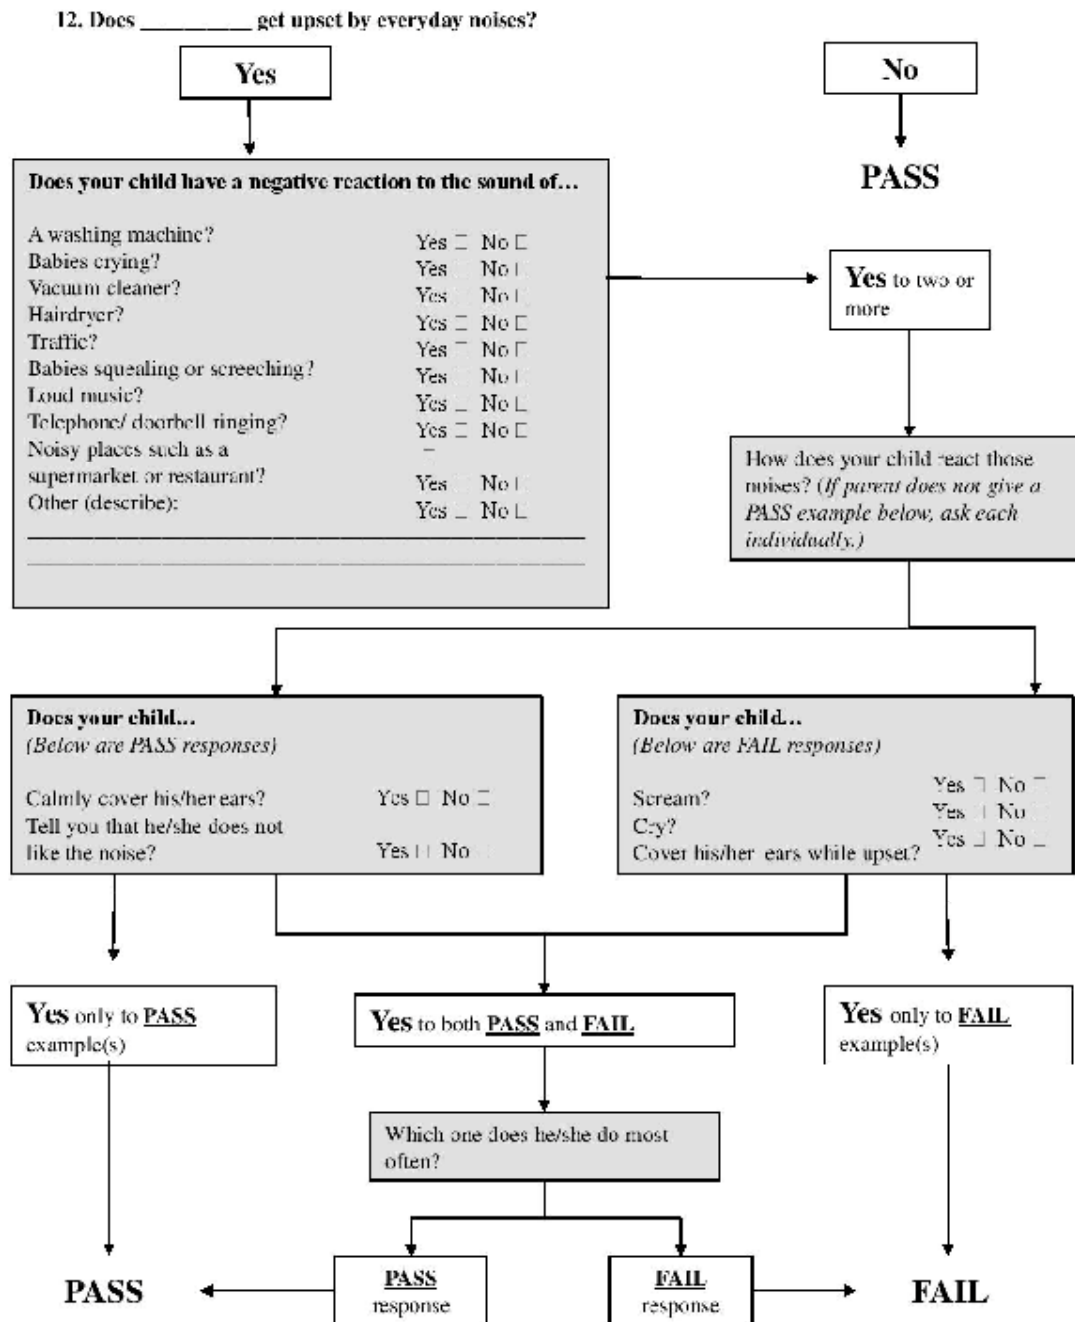 12. Does __________ get upset by everyday noises?
Yes
No
PASS
Does your child have a negative reaction to the sound of…
A washing machine? Yes □ No □
Babies crying? Yes □ No □
Vacuum cleaner? Yes □ No □
Hairdryer? Yes □ No □
Traffic? Yes □ No □
Babies squealing or screeching? Yes □ No □
Loud music? Yes □ No □
Telephone/ doorbell ringing? Yes □ No □
Noisy places such as a
supermarket or restaurant? Yes □ No □
Other (describe): Yes □ No □
Yes to two or
more
How does your child react those
noises? (If parent does not give a
PASS example below, ask each
individually.)
Does your child…
(Below are PASS responses)
Calmly cover his/her ears? Yes □ No □
Tell you that he/she does not
like the noise? Yes □ No □
Does your child…
(Below are FAIL responses)
Scream? Yes □ No □
Cry? Yes □ No □
Cover his/her ears while upset? Yes □ No □
Yes only to PASS
example(s)
Yes to both PASS and FAIL
Yes only to FAIL
example(s)
Which one does he/she do most
often?
PASS
PASS
response
FAIL
response
FAIL